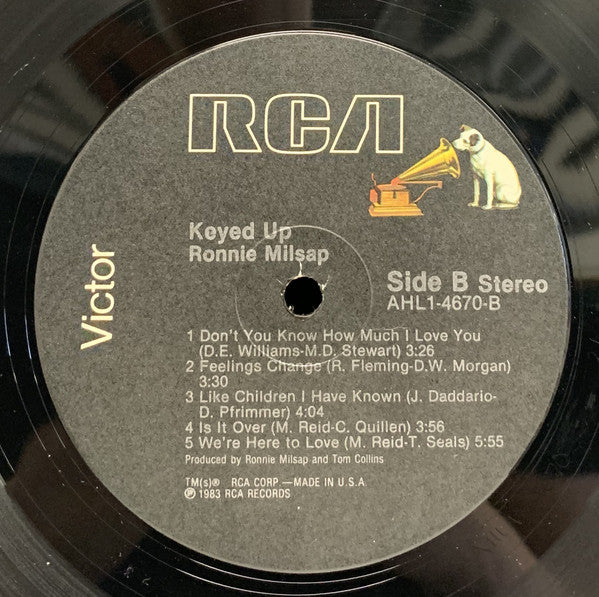 RCA
Victor
Keyed Up
Ronnie Milsap
Side B Stereo
AHL1-4670-B
1 Don't You Know How Much I Love You
(D.E. Williams-M.D. Stewart) 3:26
2 Feelings Change (R. Fleming-D.W. Morgan)
3:30
3 Like Children I Have Known (J. Daddario-
D. Pfrimmer) 4:04
4 Is It Over (M. Reid-C. Quillen) 3:56
5 We're Here to Love (M. Reid-T. Seals) 5:55
Produced by Ronnie Milsap and Tom Collins
TM(s)® RCA CORP.—MADE IN U.S.A.
℗ 1983 RCA RECORDS